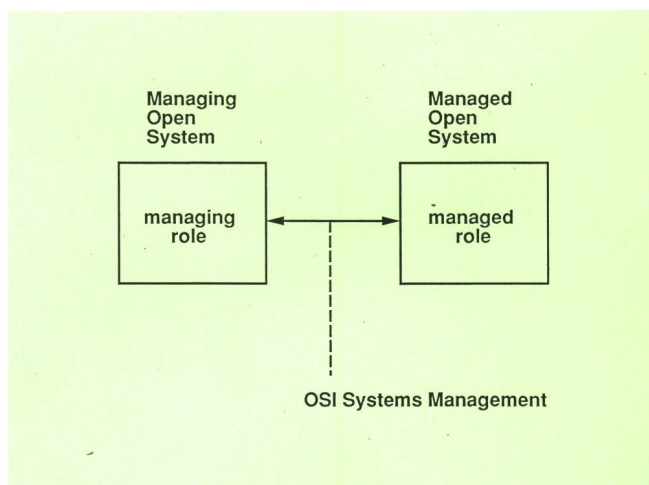 Managing
Open
System
Managed
Open
System
managing
role
managed
role
OSI Systems Management